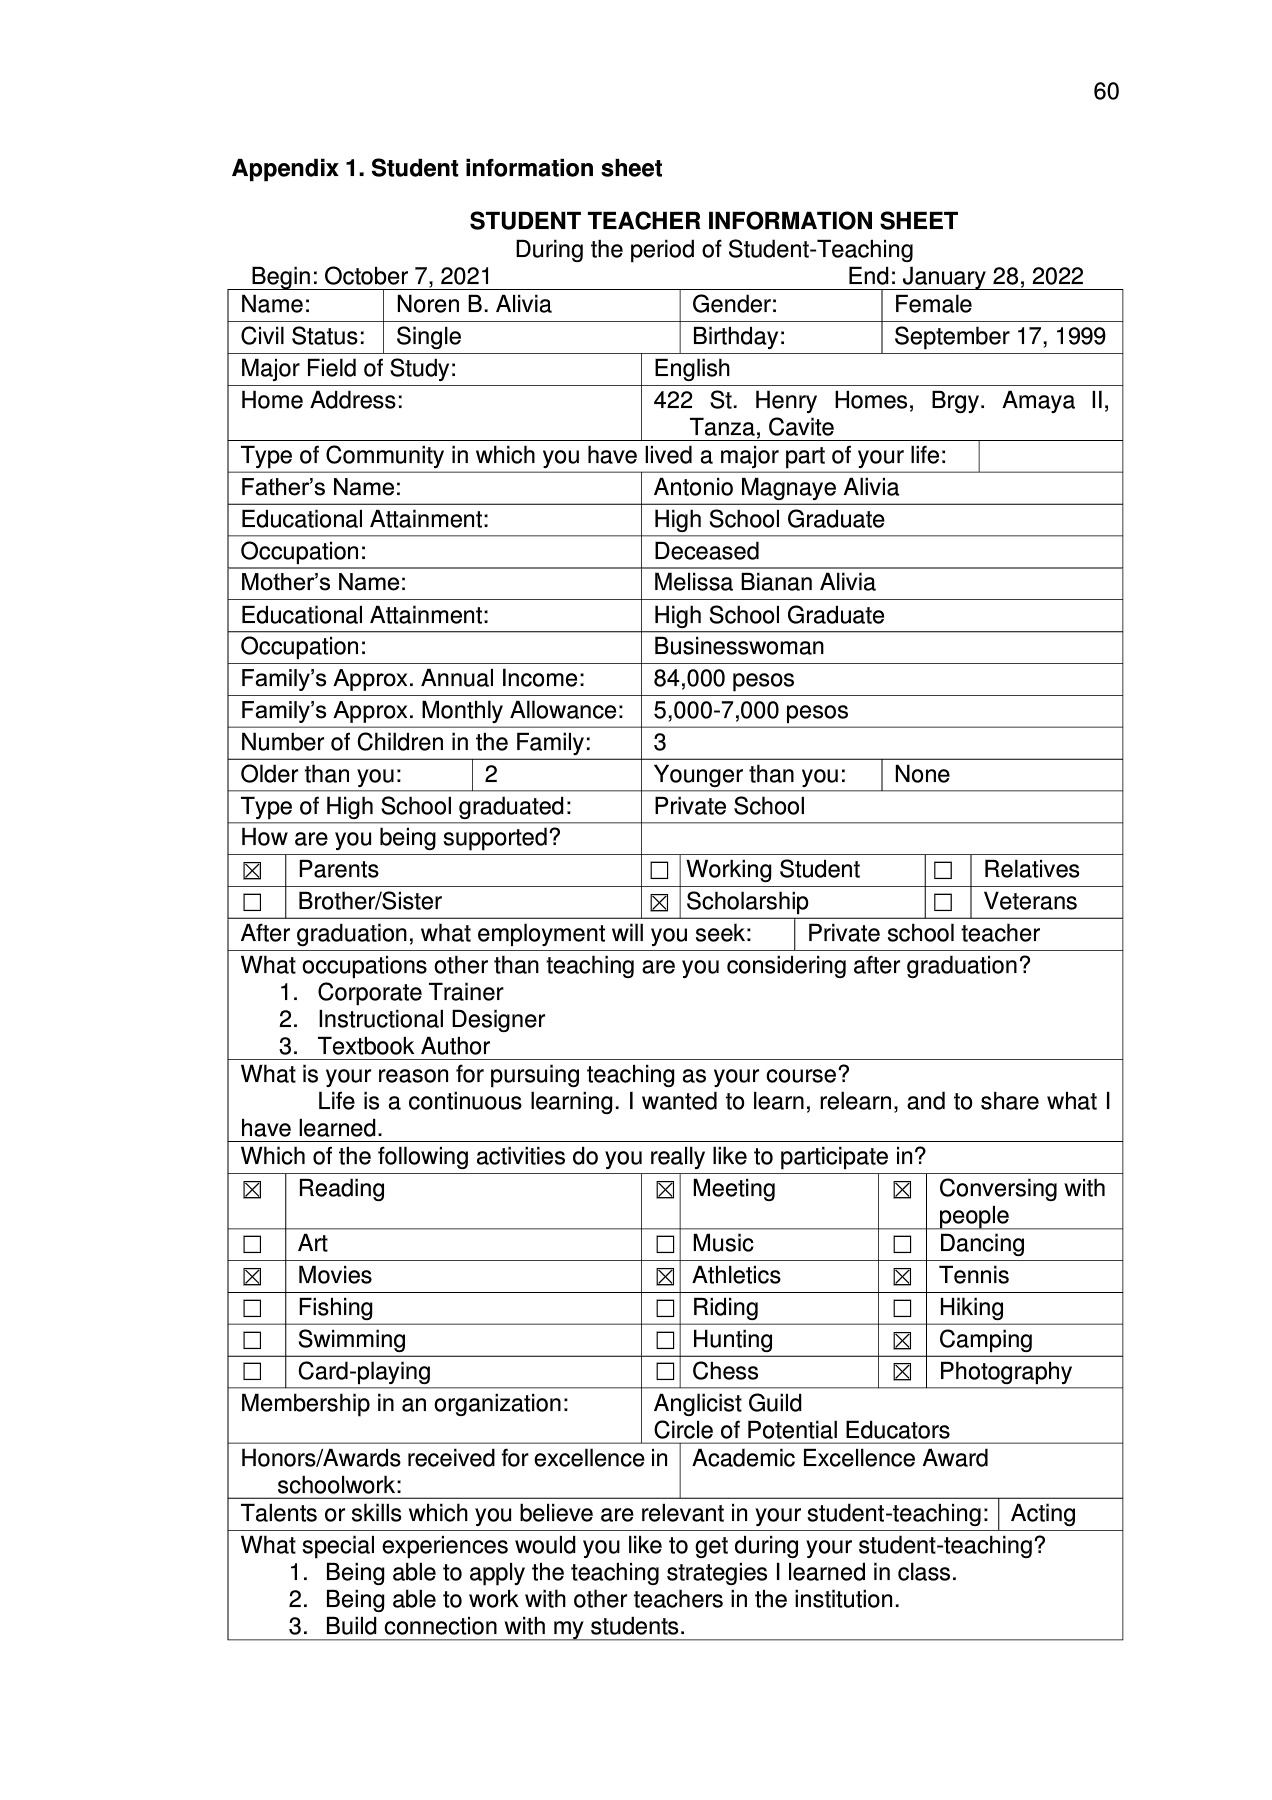 60
Appendix 1. Student information sheet
STUDENT TEACHER INFORMATION SHEET
During the period of Student-Teaching
Begin: October 7, 2021 End: January 28, 2022
Name: Noren B. Alivia Gender: Female
Civil Status: Single Birthday: September 17, 1999
Major Field of Study: English
Home Address: 422 St. Henry Homes, Brgy. Amaya II,
Tanza, Cavite
Type of Community in which you have lived a major part of your life:
Father’s Name: Antonio Magnaye Alivia
Educational Attainment: High School Graduate
Occupation: Deceased
Mother’s Name: Melissa Bianan Alivia
Educational Attainment: High School Graduate
Occupation: Businesswoman
Family’s Approx. Annual Income: 84,000 pesos
Family’s Approx. Monthly Allowance: 5,000-7,000 pesos
Number of Children in the Family: 3
Older than you: 2 Younger than you: None
Type of High School graduated: Private School
How are you being supported?
☒ Parents ☐ Working Student ☐ Relatives
☐ Brother/Sister ☒ Scholarship ☐ Veterans
After graduation, what employment will you seek: Private school teacher
What occupations other than teaching are you considering after graduation?
1. Corporate Trainer
2. Instructional Designer
3. Textbook Author
What is your reason for pursuing teaching as your course?
Life is a continuous learning. I wanted to learn, relearn, and to share what I
have learned.
Which of the following activities do you really like to participate in?
☒ Reading ☒ Meeting ☒ Conversing with
people
☐ Art ☐ Music ☐ Dancing
☒ Movies ☒ Athletics ☒ Tennis
☐ Fishing ☐ Riding ☐ Hiking
☐ Swimming ☐ Hunting ☒ Camping
☐ Card-playing ☐ Chess ☒ Photography
Membership in an organization: Anglicist Guild
Circle of Potential Educators
Honors/Awards received for excellence in Academic Excellence Award
schoolwork:
Talents or skills which you believe are relevant in your student-teaching: Acting
What special experiences would you like to get during your student-teaching?
1. Being able to apply the teaching strategies I learned in class.
2. Being able to work with other teachers in the institution.
3. Build connection with my students.